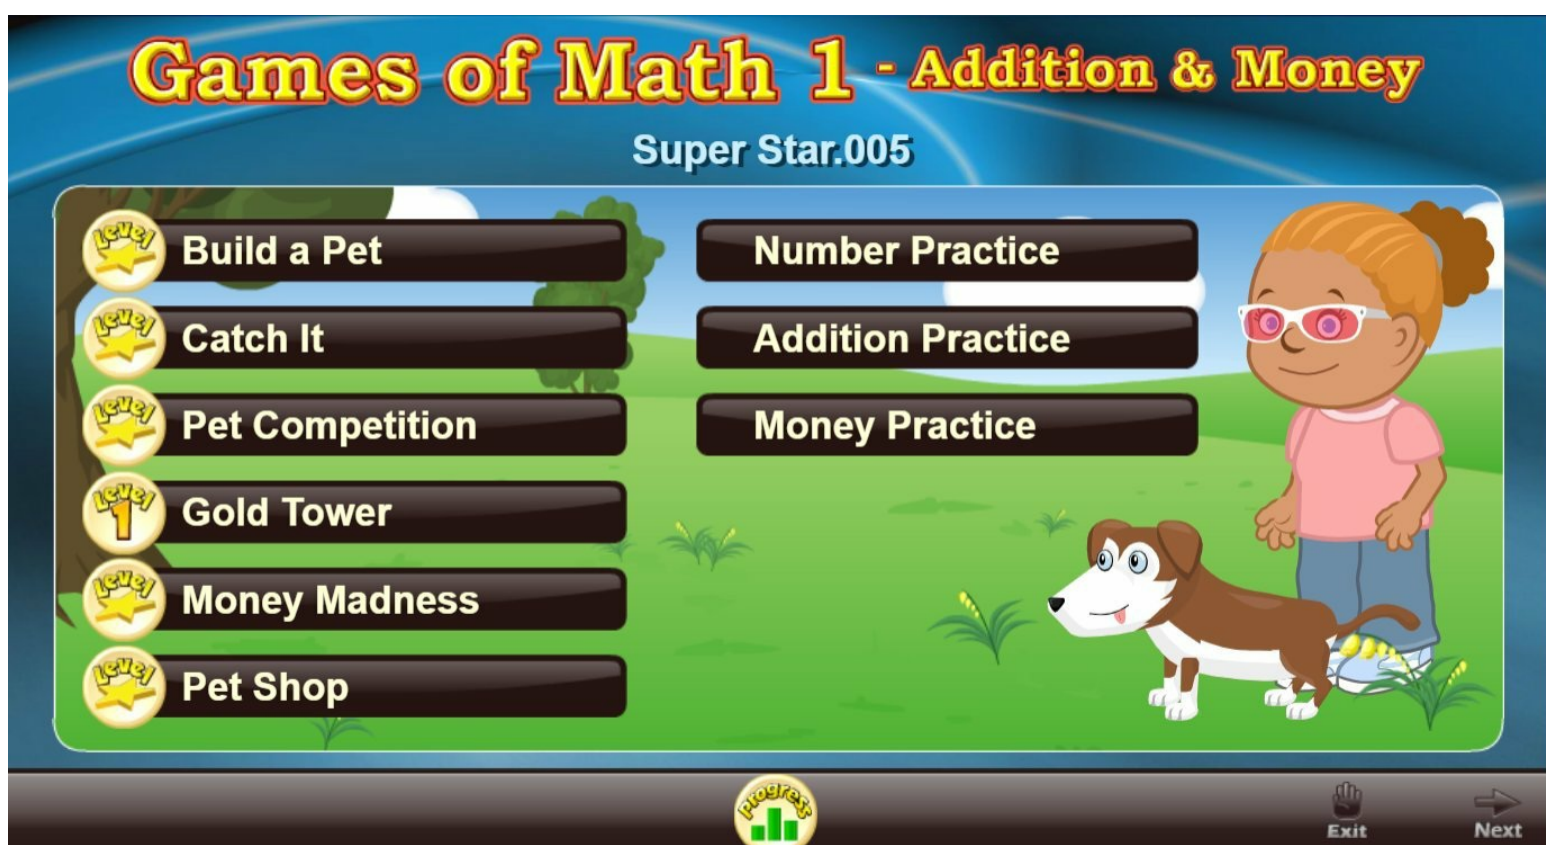 Games of Math 1 - Addition & Money
Super Star.005
Level
Build a Pet
Level
Catch It
Level
Pet Competition
Level 1
Gold Tower
Level
Money Madness
Level
Pet Shop
Number Practice
Addition Practice
Money Practice
progress
Exit
Next